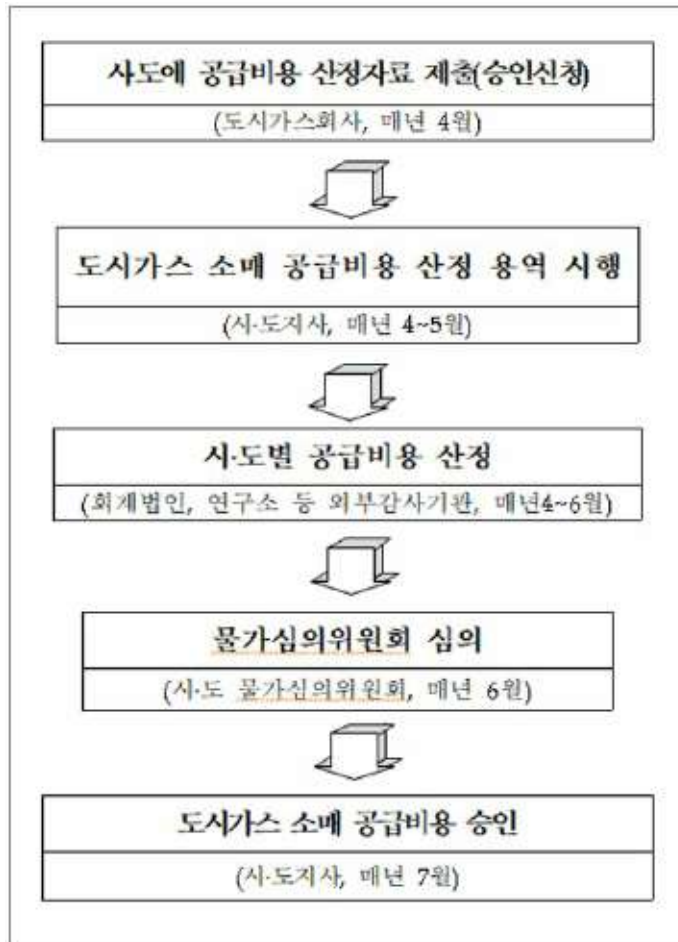 시·도에 공급비용 산정자료 제출(승인신청)
(도시가스회사, 매년 4월)
도시가스 소매 공급비용 산정 용역 시행
(시·도지사, 매년 4~5월)
시·도별 공급비용 산정
(회계법인, 연구소 등 외부감사기관, 매년4~6월)
물가심의위원회 심의
(시·도 물가심의위원회, 매년 6월)
도시가스 소매 공급비용 승인
(시·도지사, 매년 7월)